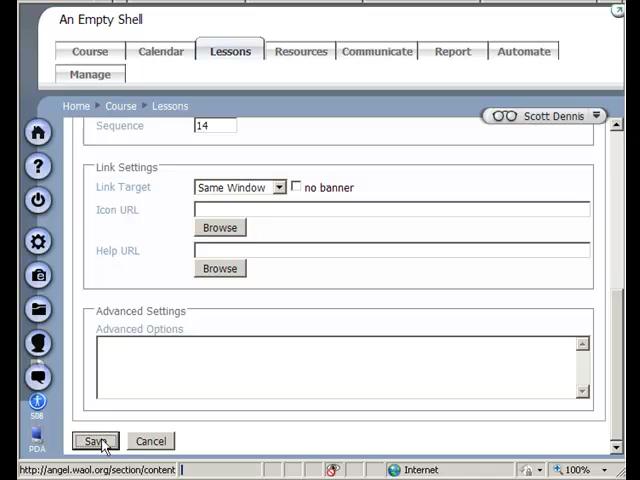 An Empty Shell
Course Calendar Lessons Resources Communicate Report Automate
Manage
Home Course Lessons
Scott Dennis
Sequence 14
Link Settings
Link Target Same Window no banner
Icon URL
Browse
Help URL
Browse
Advanced Settings
Advanced Options
Save Cancel
SDB
PDA
http://angel.waol.org/section/content Internet 100%